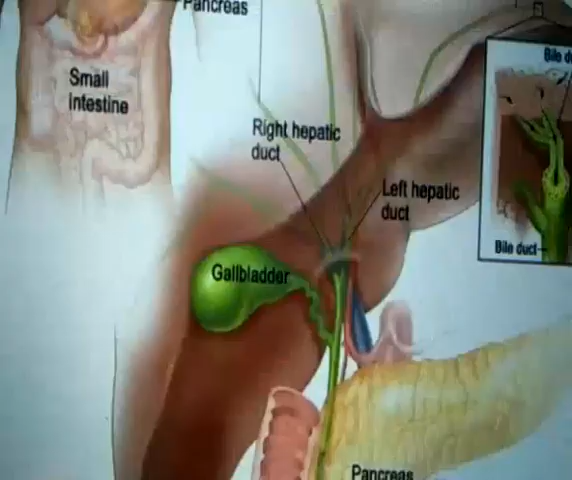 Pancreas
Small
intestine
Bile d
Right hepatic
duct
Left hepatic
duct
Bile duct
Gallbladder
Pancreas